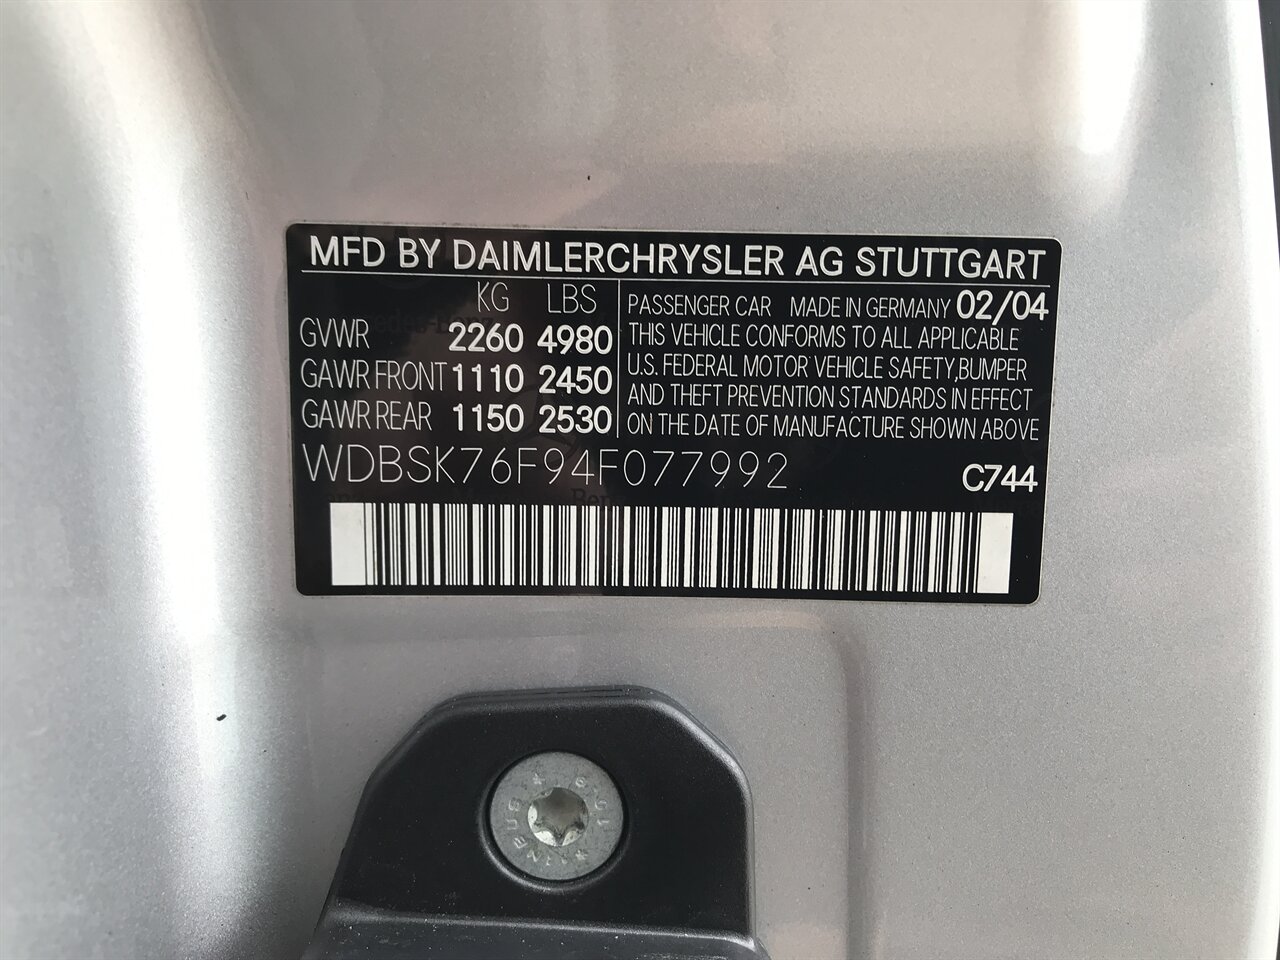 MFD BY DAIMLERCHRYSLER AG STUTTGART
KG LBS
GVWR 2260 4980
GAWR FRONT 1110 2450
GAWR REAR 1150 2530
PASSENGER CAR MADE IN GERMANY 02/04
THIS VEHICLE CONFORMS TO ALL APPLICABLE
U.S. FEDERAL MOTOR VEHICLE SAFETY,BUMPER
AND THEFT PREVENTION STANDARDS IN EFFECT
ON THE DATE OF MANUFACTURE SHOWN ABOVE
WDBSK76F94F077992
C744